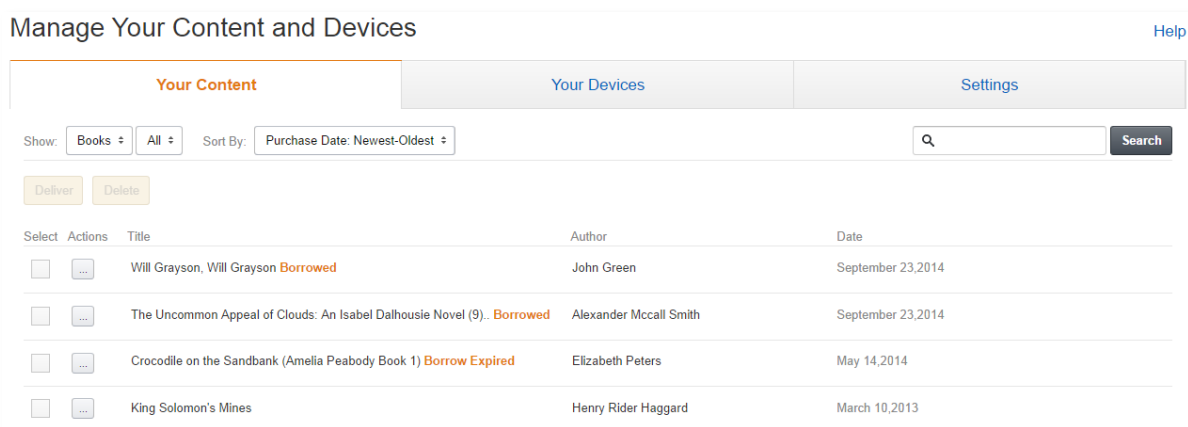 Manage Your Content and Devices
Help
Your Content Your Devices Settings
Show: Books All Sort By: Purchase Date: Newest-Oldest Search
Deliver Delete
Select Actions Title Author Date
... Will Grayson, Will Grayson Borrowed John Green September 23,2014
... The Uncommon Appeal of Clouds: An Isabel Dalhousie Novel (9).. Borrowed Alexander Mccall Smith September 23,2014
... Crocodile on the Sandbank (Amelia Peabody Book 1) Borrow Expired Elizabeth Peters May 14,2014
... King Solomon's Mines Henry Rider Haggard March 10,2013